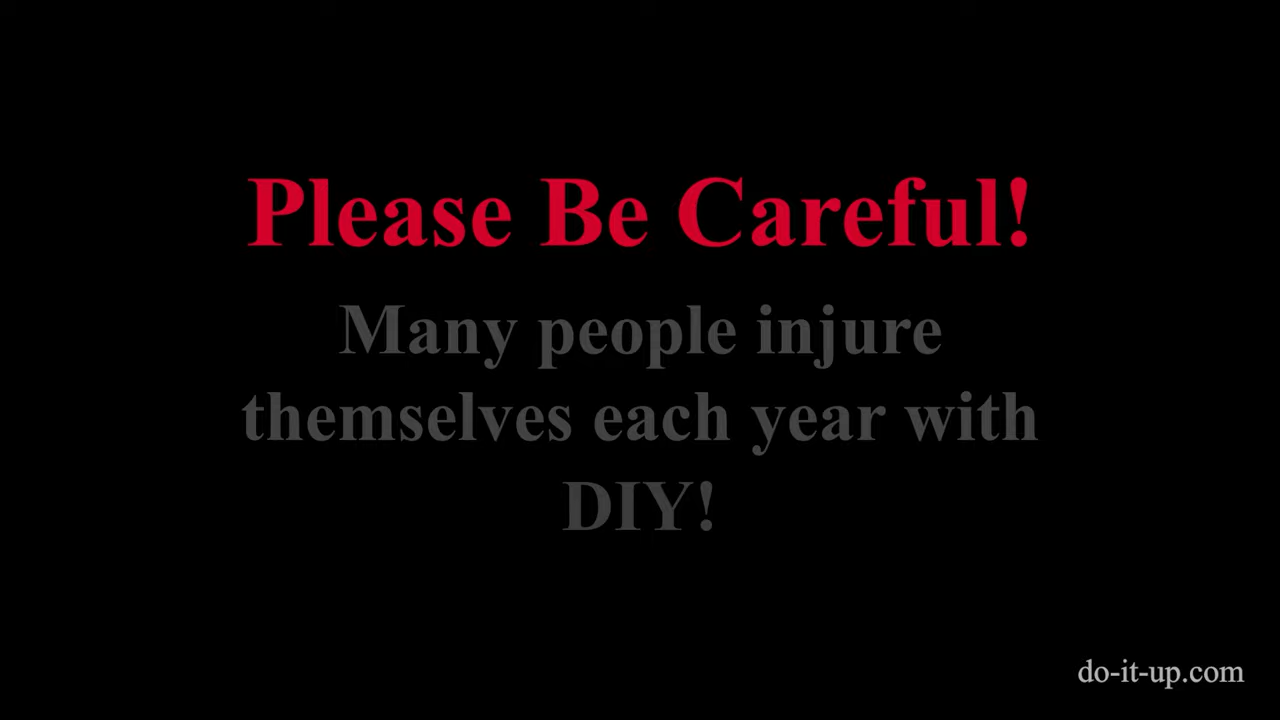 Please Be Careful!
Many people injure
themselves each year with
DIY!
do-it-up.com